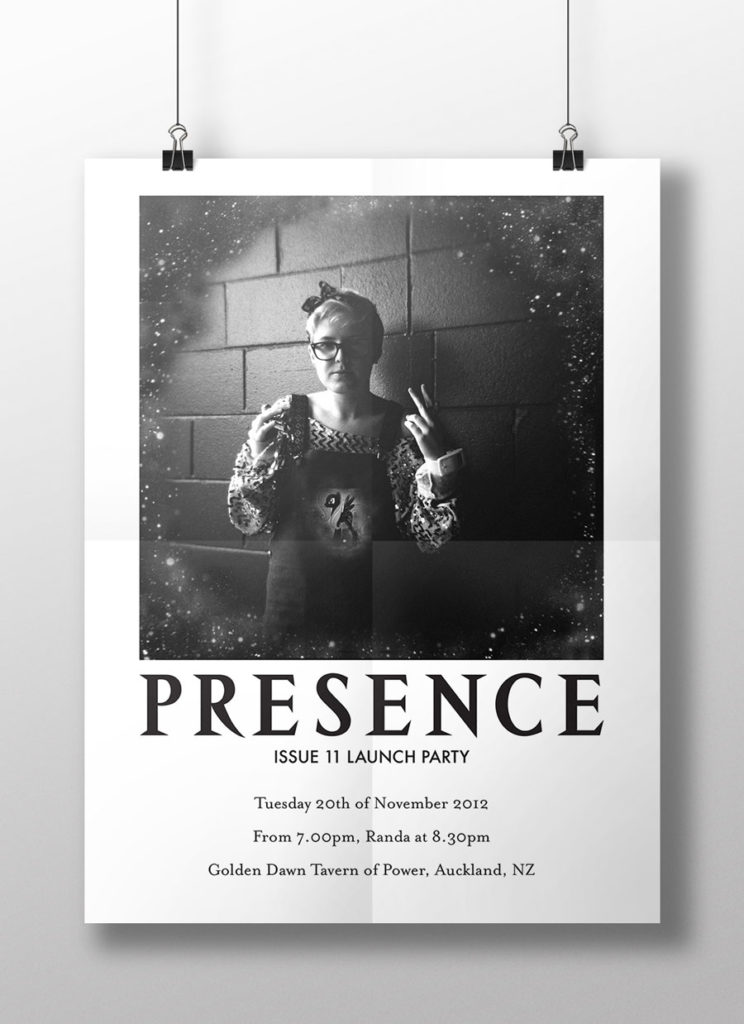 PRESENCE
ISSUE 11 LAUNCH PARTY
Tuesday 20th of November 2012
From 7.00pm, Randa at 8.30pm
Golden Dawn Tavern of Power, Auckland, NZ